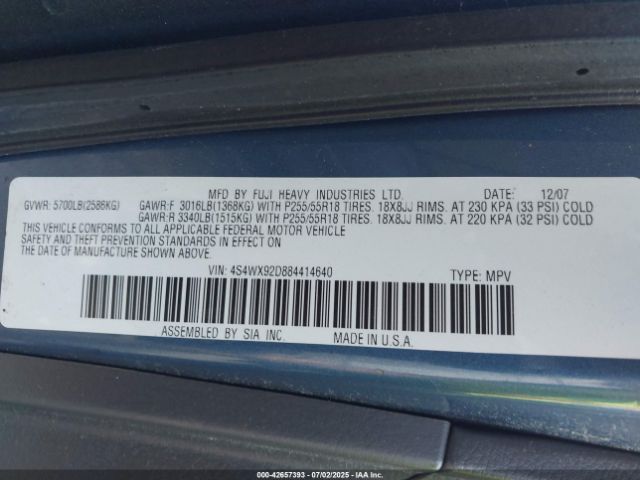 MFD BY FUJI HEAVY INDUSTRIES LTD. DATE: 12/07
GVWR: 5700LB(2586KG) GAWR:F 3016LB(1368KG) WITH P255/55R18 TIRES. 18X8JJ RIMS. AT 230 KPA (33 PSI) COLD
GAWR:R 3340LB(1515KG) WITH P255/55R18 TIRES. 18X8JJ RIMS. AT 220 KPA (32 PSI) COLD
THIS VEHICLE CONFORMS TO ALL APPLICABLE FEDERAL MOTOR VEHICLE
SAFETY AND THEFT PREVENTION STANDARDS IN EFFECT ON
THE DATE OF MANUFACTURE SHOWN ABOVE.
VIN: 4S4WX92D884414640 TYPE: MPV
ASSEMBLED BY SIA INC. MADE IN U.S.A.
000-42657393 07/02/2025 IAAI.COM